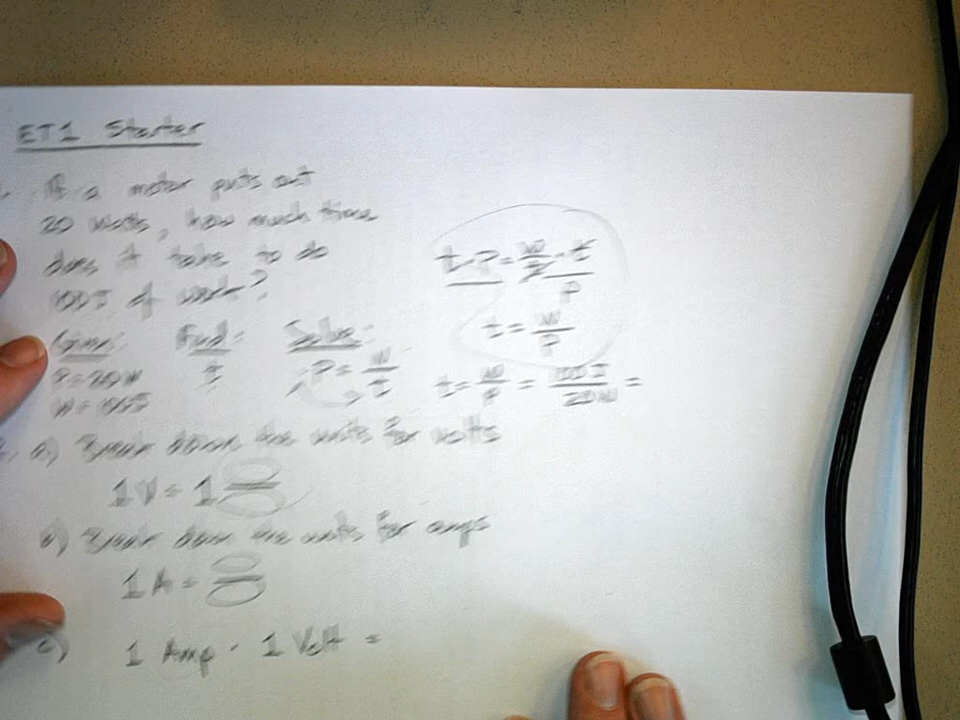 ET1 Starter
If a motor puts out
20 watts, how much time
does it take to do
100J of work?
Given: Find: Solve:
P = 20W t P = W/t
W = 100J
t · P = W/t · t
P
t = W/P
t = W/P = 100J/20W =
a) Break down the units for volts
1 V = 1
b) Break down the units for amps
1 A =
c) 1 Amp · 1 Volt =